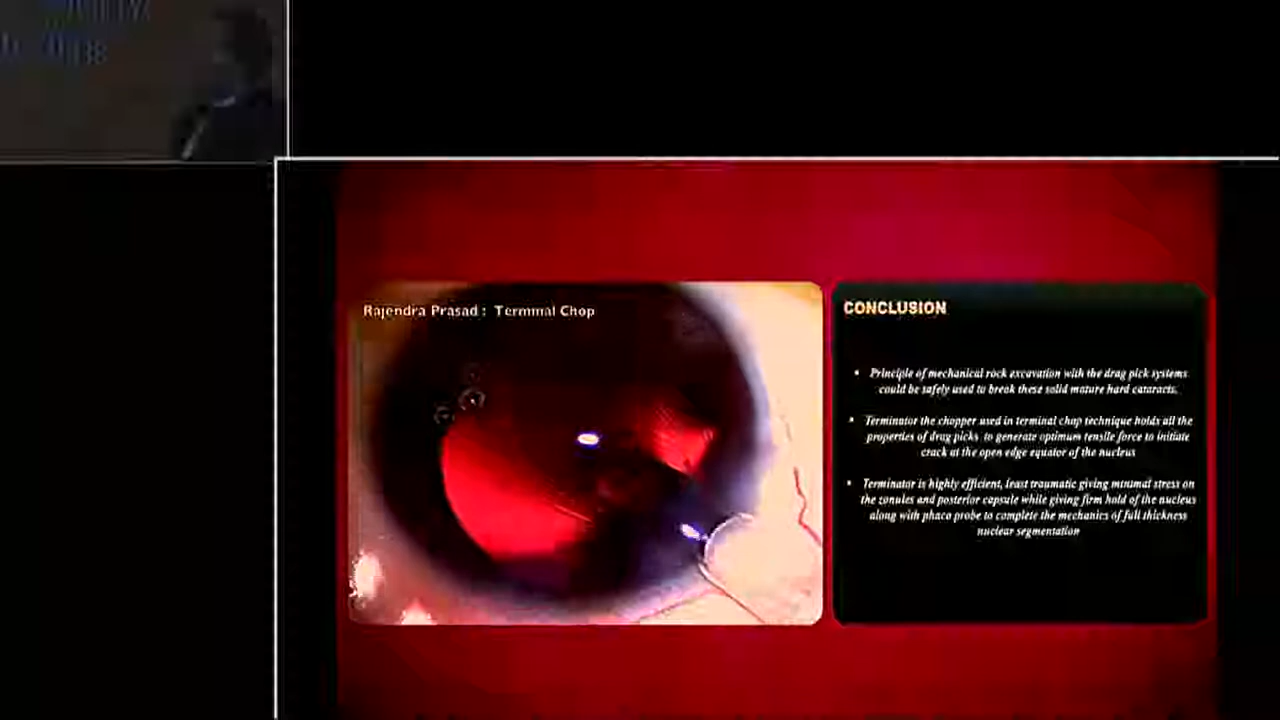 Rajendra Prasad : Terminal Chop
CONCLUSION
• Principle of mechanical rock excavation with the drag pick systems
could be safely used to break these solid mature hard cataracts.
• Terminator the chopper used in terminal chop technique holds all the
properties of drag picks to generate optimum tensile force to initiate
crack at the open edge equator of the nucleus
• Terminator is highly efficient, least traumatic giving minimal stress on
the zonules and posterior capsule while giving firm hold of the nucleus
along with phaco probe to complete the mechanics of full thickness
nuclear segmentation